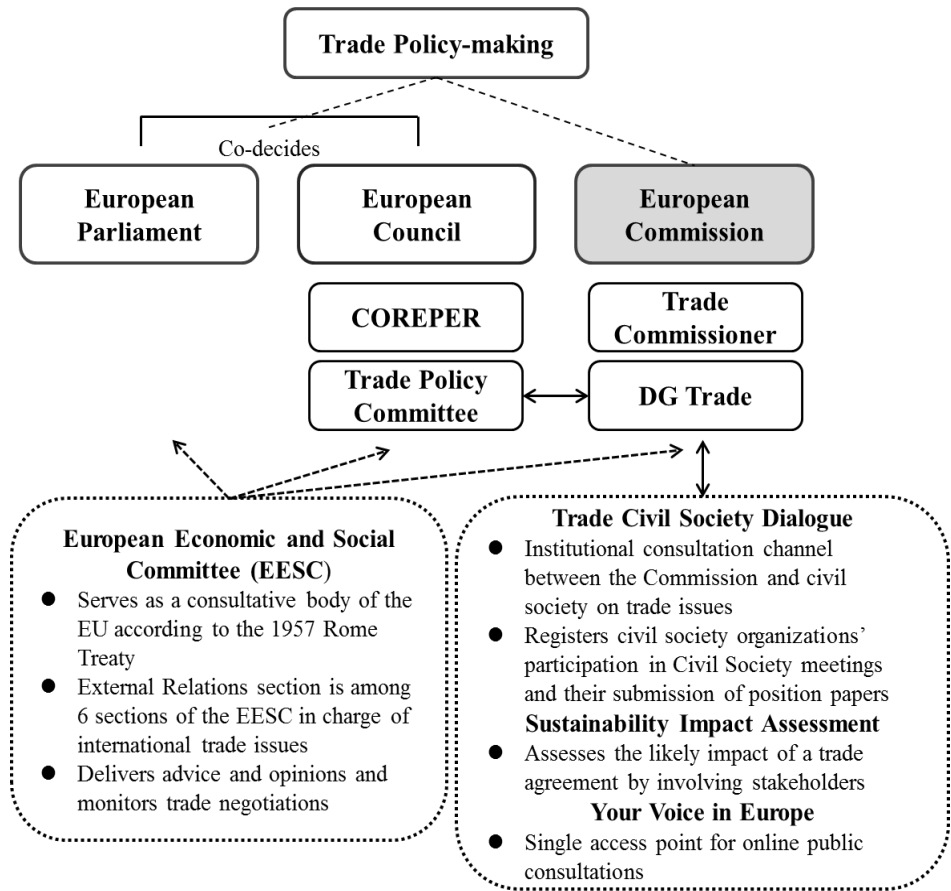 Trade Policy-making
Co-decides
European
Parliament
European
Council
European
Commission
COREPER
Trade
Commissioner
Trade Policy
Committee
DG Trade
European Economic and Social
Committee (EESC)
● Serves as a consultative body of the
EU according to the 1957 Rome
Treaty
● External Relations section is among
6 sections of the EESC in charge of
international trade issues
● Delivers advice and opinions and
monitors trade negotiations
Trade Civil Society Dialogue
● Institutional consultation channel
between the Commission and civil
society on trade issues
● Registers civil society organizations’
participation in Civil Society meetings
and their submission of position papers
Sustainability Impact Assessment
● Assesses the likely impact of a trade
agreement by involving stakeholders
Your Voice in Europe
● Single access point for online public
consultations